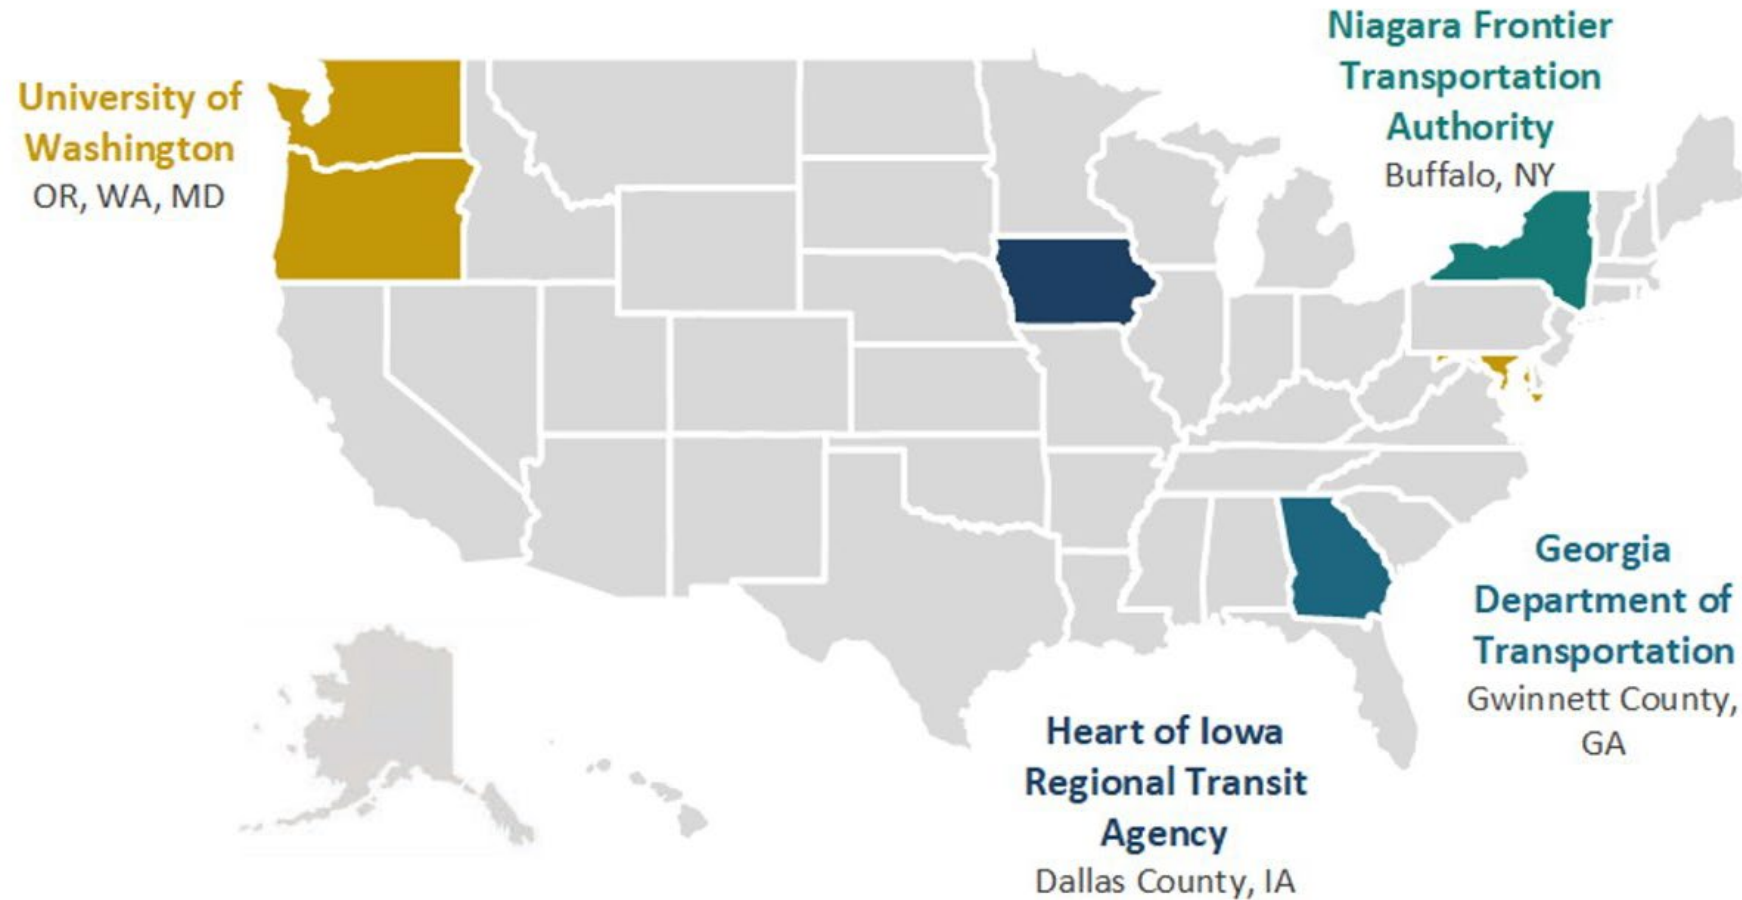 University of
Washington
OR, WA, MD
Niagara Frontier
Transportation
Authority
Buffalo, NY
Georgia
Department of
Transportation
Gwinnett County,
GA
Heart of Iowa
Regional Transit
Agency
Dallas County, IA